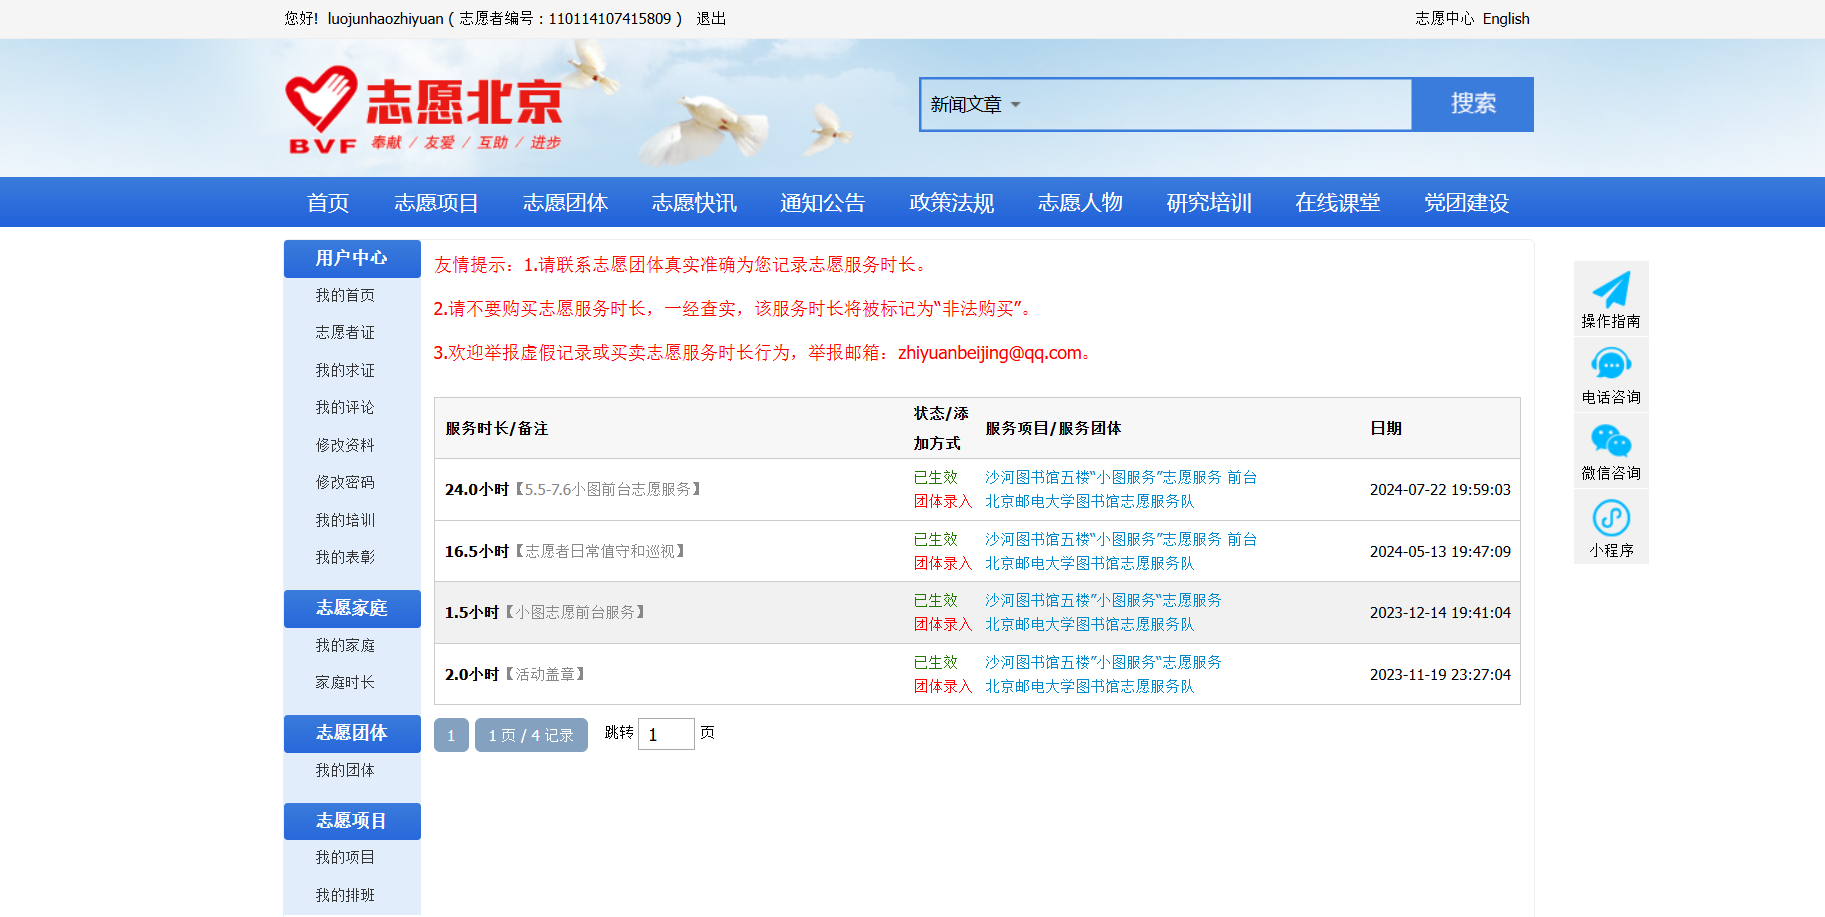 您好! luojunhaozhiyuan ( 志愿者编号：110114107415809 ) 退出
志愿中心 English
志愿北京
BVF 奉献 / 友爱 / 互助 / 进步
新闻文章
搜索
首页 志愿项目 志愿团体 志愿快讯 通知公告 政策法规 志愿人物 研究培训 在线课堂 党团建设
用户中心
我的首页
志愿者证
我的求证
我的评论
修改资料
修改密码
我的培训
我的表彰
志愿家庭
我的家庭
家庭时长
志愿团体
我的团体
志愿项目
我的项目
我的排班
友情提示：1.请联系志愿团体真实准确为您记录志愿服务时长。
2.请不要购买志愿服务时长，一经查实，该服务时长将被标记为“非法购买”。
3.欢迎举报虚假记录或买卖志愿服务时长行为，举报邮箱：zhiyuanbeijing@qq.com。
服务时长/备注
状态/添
加方式
服务项目/服务团体
日期
24.0小时【5.5-7.6小图前台志愿服务】
已生效
团体录入
沙河图书馆五楼“小图服务”志愿服务 前台
北京邮电大学图书馆志愿服务队
2024-07-22 19:59:03
16.5小时【志愿者日常值守和巡视】
已生效
团体录入
沙河图书馆五楼“小图服务”志愿服务 前台
北京邮电大学图书馆志愿服务队
2024-05-13 19:47:09
1.5小时【小图志愿前台服务】
已生效
团体录入
沙河图书馆五楼”小图服务“志愿服务
北京邮电大学图书馆志愿服务队
2023-12-14 19:41:04
2.0小时【活动盖章】
已生效
团体录入
沙河图书馆五楼”小图服务“志愿服务
北京邮电大学图书馆志愿服务队
2023-11-19 23:27:04
1 1 页 / 4 记录 跳转 1 页
操作指南
电话咨询
微信咨询
小程序